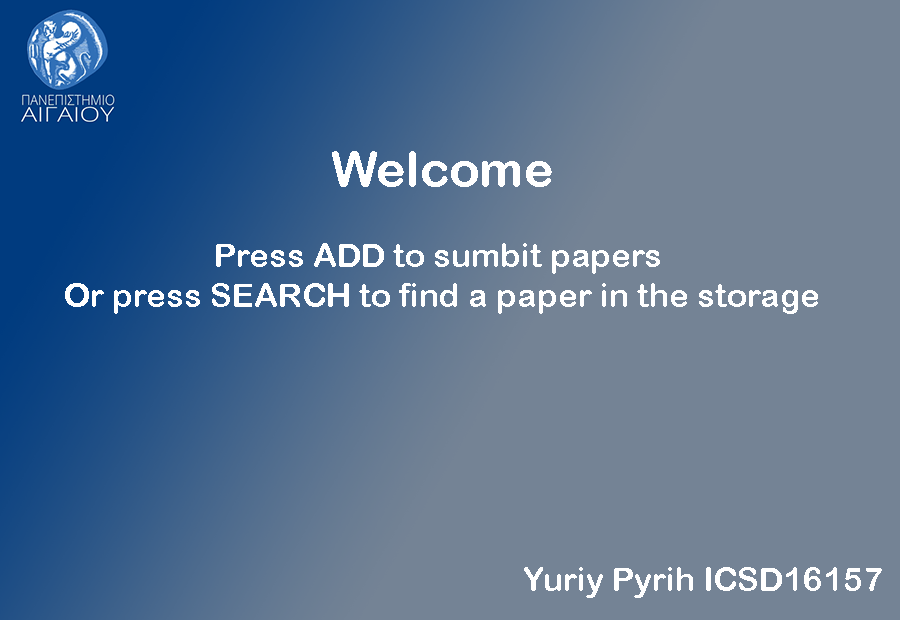 ΠΑΝΕΠΙΣΤΗΜΙΟ
ΑΙΓΑΙΟΥ
Welcome
Press ADD to sumbit papers
Or press SEARCH to find a paper in the storage
Yuriy Pyrih ICSD16157